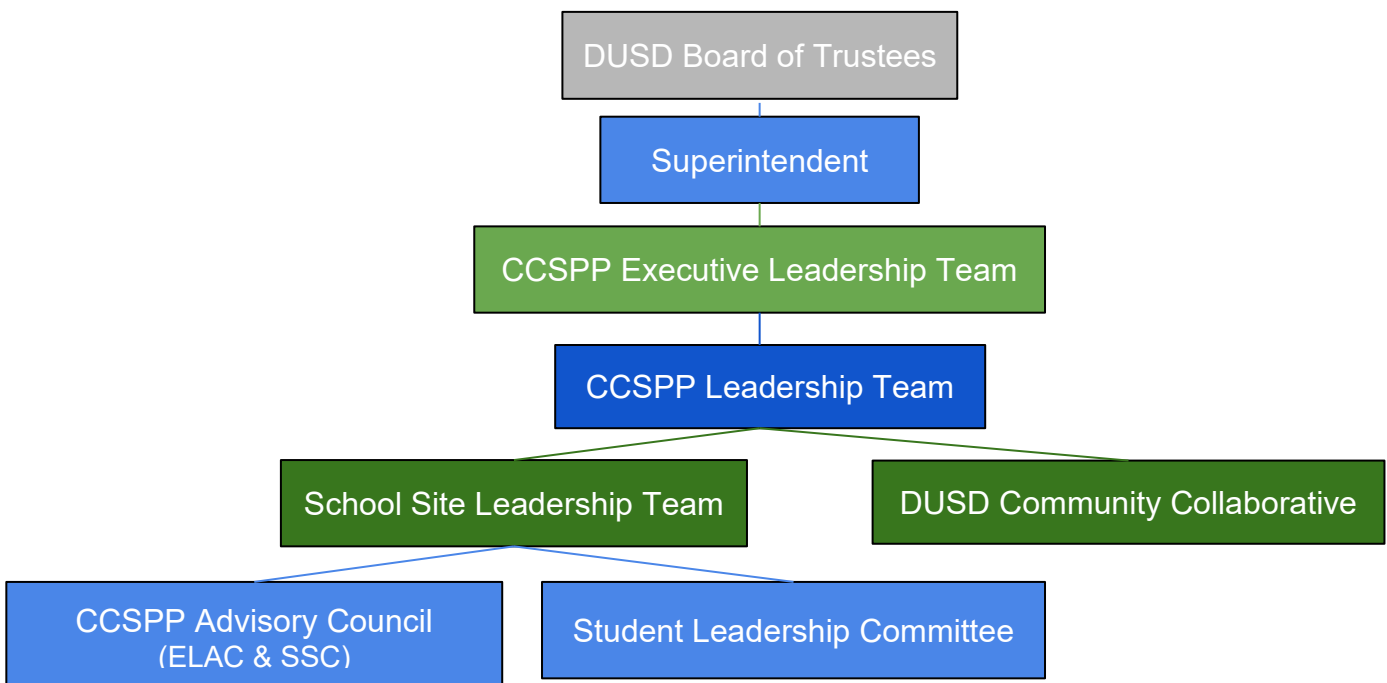 DUSD Board of Trustees
Superintendent
CCSPP Executive Leadership Team
CCSPP Leadership Team
School Site Leadership Team
DUSD Community Collaborative
CCSPP Advisory Council
(ELAC & SSC)
Student Leadership Committee